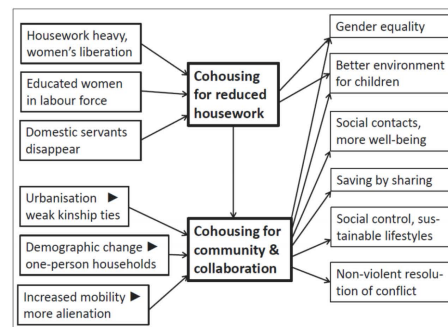 Housework heavy,
women's liberation
Educated women
in labour force
Domestic servants
disappear
Urbanisation ►
weak kinship ties
Demographic change ►
one-person households
Increased mobility ►
more alienation
Cohousing
for reduced
housework
Cohousing for
community &
collaboration
Gender equality
Better environment
for children
Social contacts,
more well-being
Saving by sharing
Social control, sus-
tainable lifestyles
Non-violent resolu-
tion of conflict